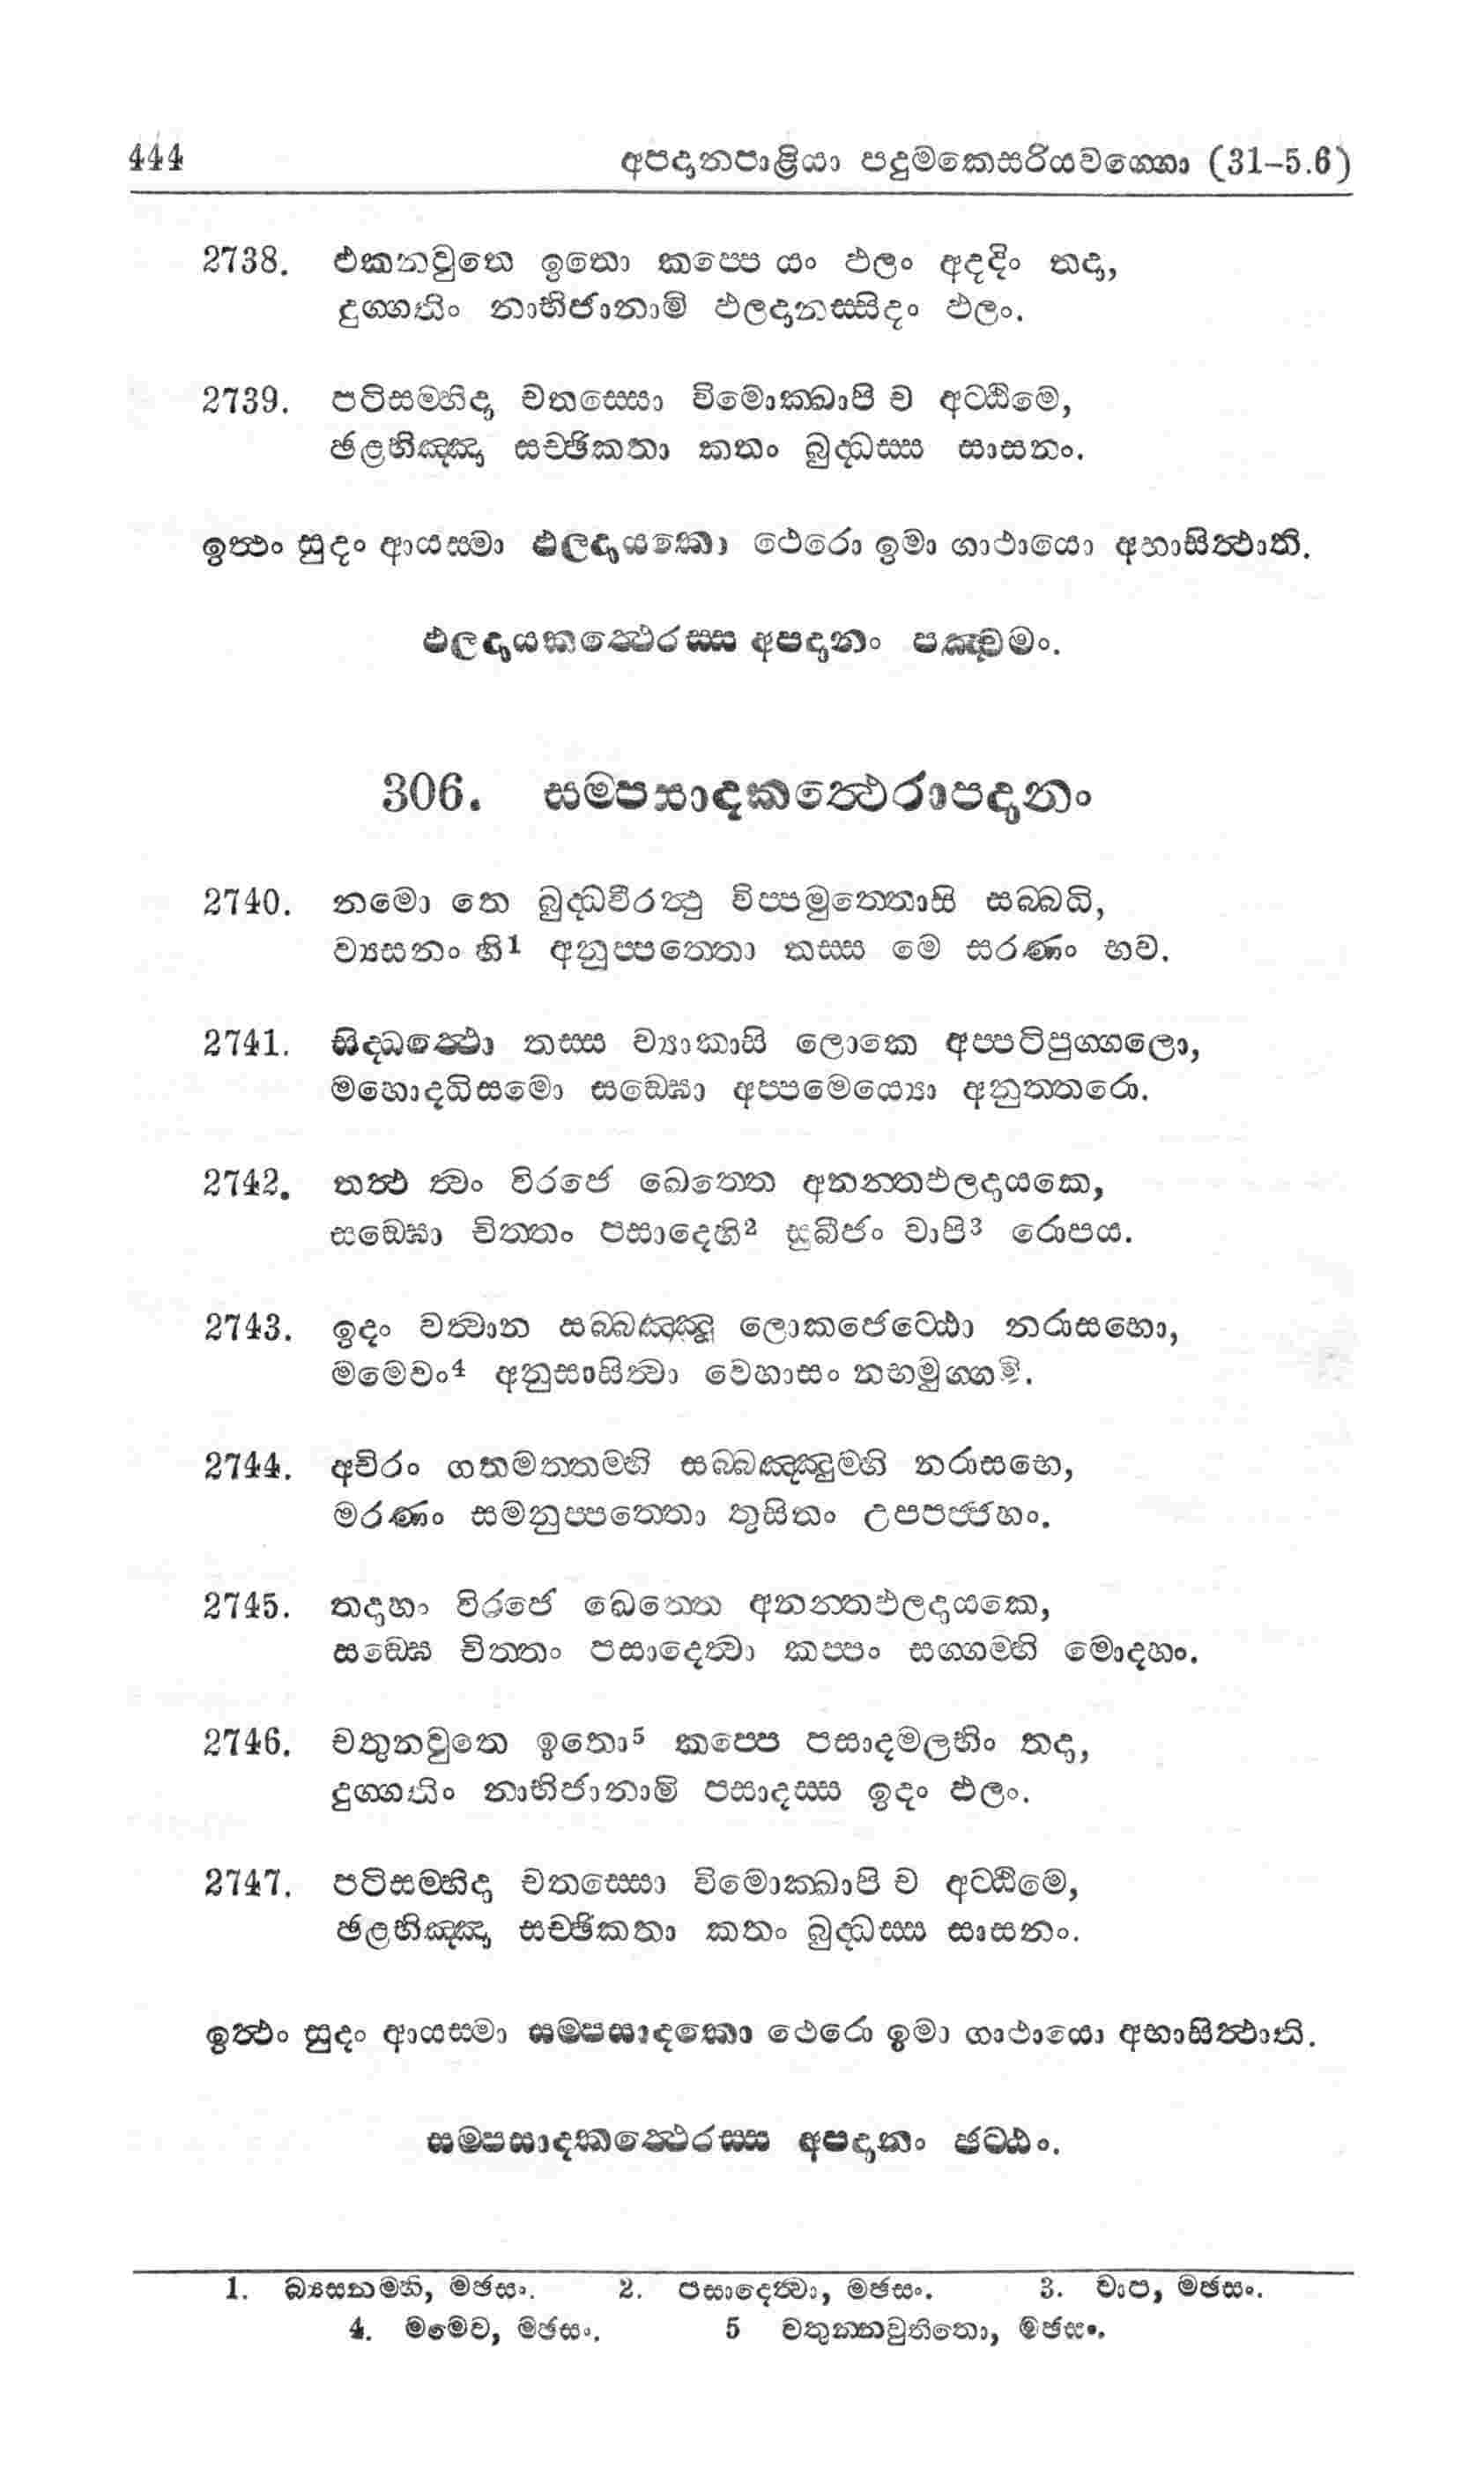 444 අපදානපාළියා පදුමකෙසරියවග්ගො (31–5.6)
2738. එකනවුතෙ ඉතො කප්පෙ යං ඵලං අදදිං තදා,
දුග්ගතිං නාභිජානාමි ඵලදානස්සිදං ඵලං.
2739. පටිසම්භිදා චතස්සො විමොක්ඛාපි ච අට්ඨිමෙ,
ඡළභිඤ්ඤා සච්ඡිකතා කතං බුද්ධස්ස සාසනං.
ඉත්ථං සුදං ආයස්මා ඵලදායකො ථෙරො ඉමා ගාථායො අභාසිත්ථාති.
ඵලදායකත්ථෙරස්ස අපදානං පඤ්චමං.
306. සම්පසාදකත්ථෙරාපදානං
2740. නමො තෙ බුද්ධවීරත්ථු විප්පමුත්තොසි සබ්බධි,
ව්‍යසනං හි1 අනුප්පත්තො තස්ස මෙ සරණං භව.
2741. සිද්ධත්ථො තස්ස ව්‍යාකාසි ලොකෙ අප්පටිපුග්ගලො,
මහොදධිසමො සඞ්ඝො අප්පමෙය්‍යො අනුත්තරො.
2742. තත්ථ ත්වං විරජෙ ඛෙත්තෙ අනන්තඵලදායකෙ,
සඞ්ඝො චිත්තං පසාදෙහි2 සුබීජං වාපි3 රොපය.
2743. ඉදං වත්වාන සබ්බඤ්ඤූ ලොකජෙට්ඨො නරාසභො,
මමෙවං4 අනුසාසිත්වා වෙහාසං නභමුග්ගමි.
2744. අචිරං ගතමත්තම්හි සබ්බඤ්ඤුම්හි නරාසභෙ,
මරණං සමනුප්පත්තො තුසිතං උපපජ්ජහං.
2745. තදාහං විරජෙ ඛෙත්තෙ අනන්තඵලදායකෙ,
සඞ්ඝෙ චිත්තං පසාදෙත්වා කප්පං සග්ගම්හි මොදහං.
2746. චතුනවුතෙ ඉතො5 කප්පෙ පසාදමලභිං තදා,
දුග්ගතිං නාභිජානාමි පසාදස්ස ඉදං ඵලං.
2747. පටිසම්භිදා චතස්සො විමොක්ඛාපි ච අට්ඨිමෙ,
ඡළභිඤ්ඤා සච්ඡිකතා කතං බුද්ධස්ස සාසනං.
ඉත්ථං සුදං ආයස්මා සම්පසාදකො ථෙරො ඉමා ගාථායො අභාසිත්ථාති.
සම්පසාදකත්ථෙරස්ස අපදානං ඡට්ඨං.
1. බ්‍යසනම්හි, මඡසං. 2. පසාදෙත්වා, මඡසං. 3. වාප, මඡසං.
4. මමෙව, මඡසං. 5 චතුන්නවුතිතො, මඡසං.